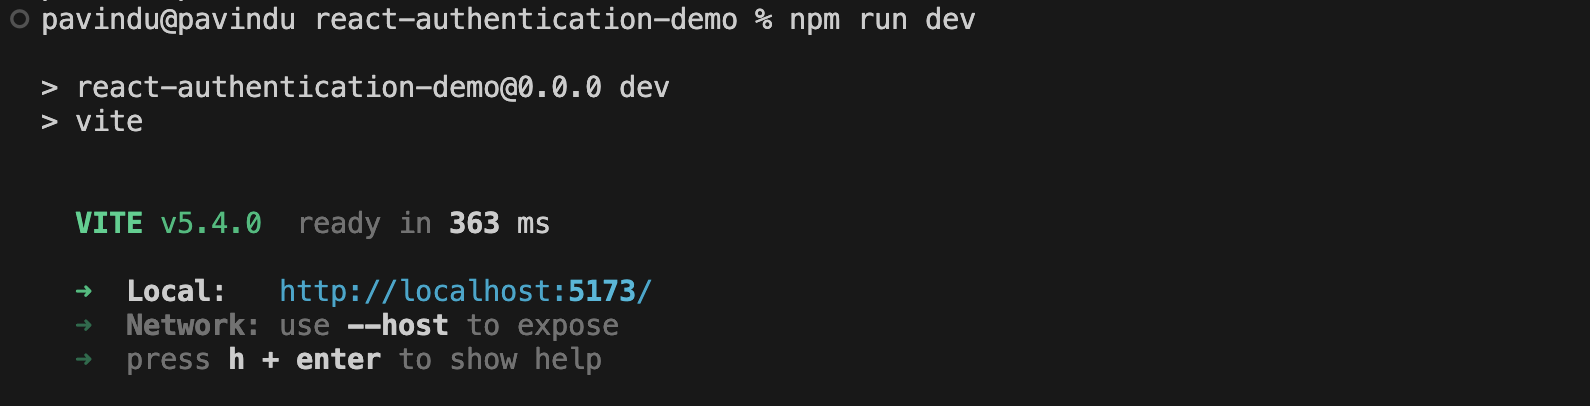 pavindu@pavindu react-authentication-demo % npm run dev
> react-authentication-demo@0.0.0 dev
> vite
VITE v5.4.0  ready in 363 ms
➜  Local:   http://localhost:5173/
➜  Network: use --host to expose
➜  press h + enter to show help